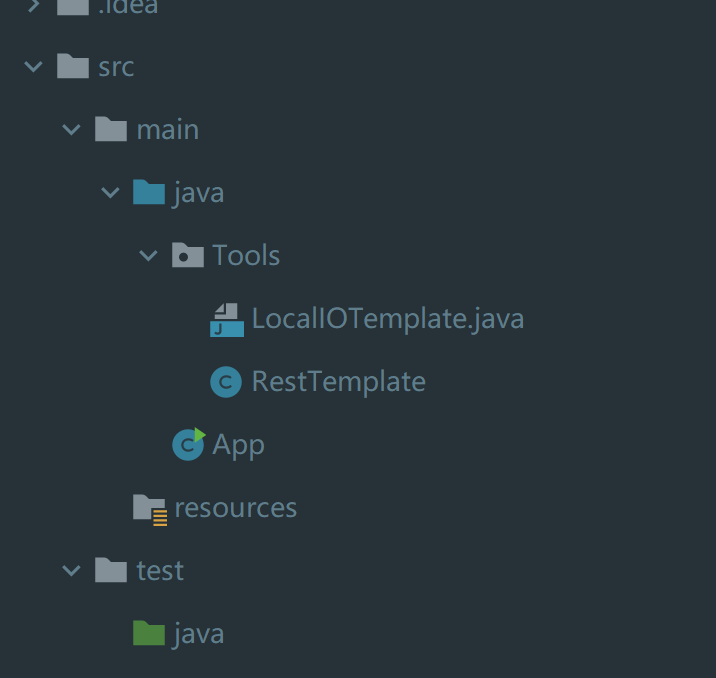 .idea
src
main
java
Tools
LocalIOTemplate.java
RestTemplate
App
resources
test
java